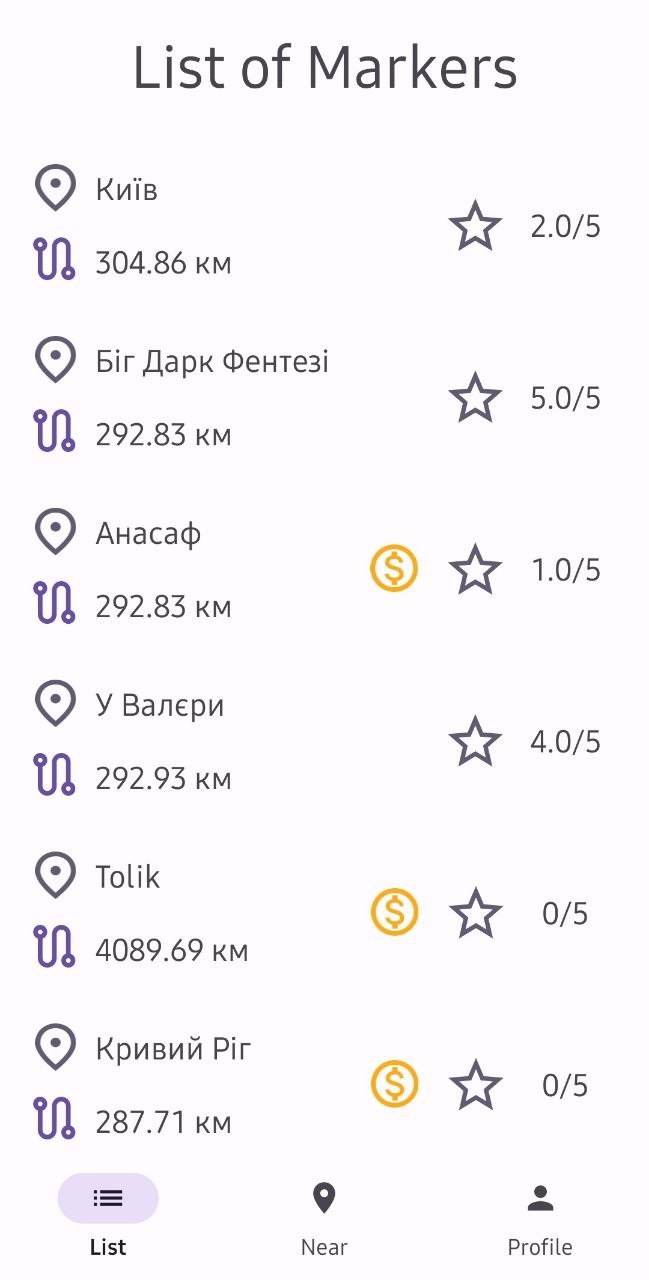 List of Markers
Київ
2.0/5
304.86 км
Біг Дарк Фентезі
5.0/5
292.83 км
Анасаф
$ 1.0/5
292.83 км
У Валєри
4.0/5
292.93 км
Tolik
$ 0/5
4089.69 км
Кривий Ріг
$ 0/5
287.71 км
List Near Profile